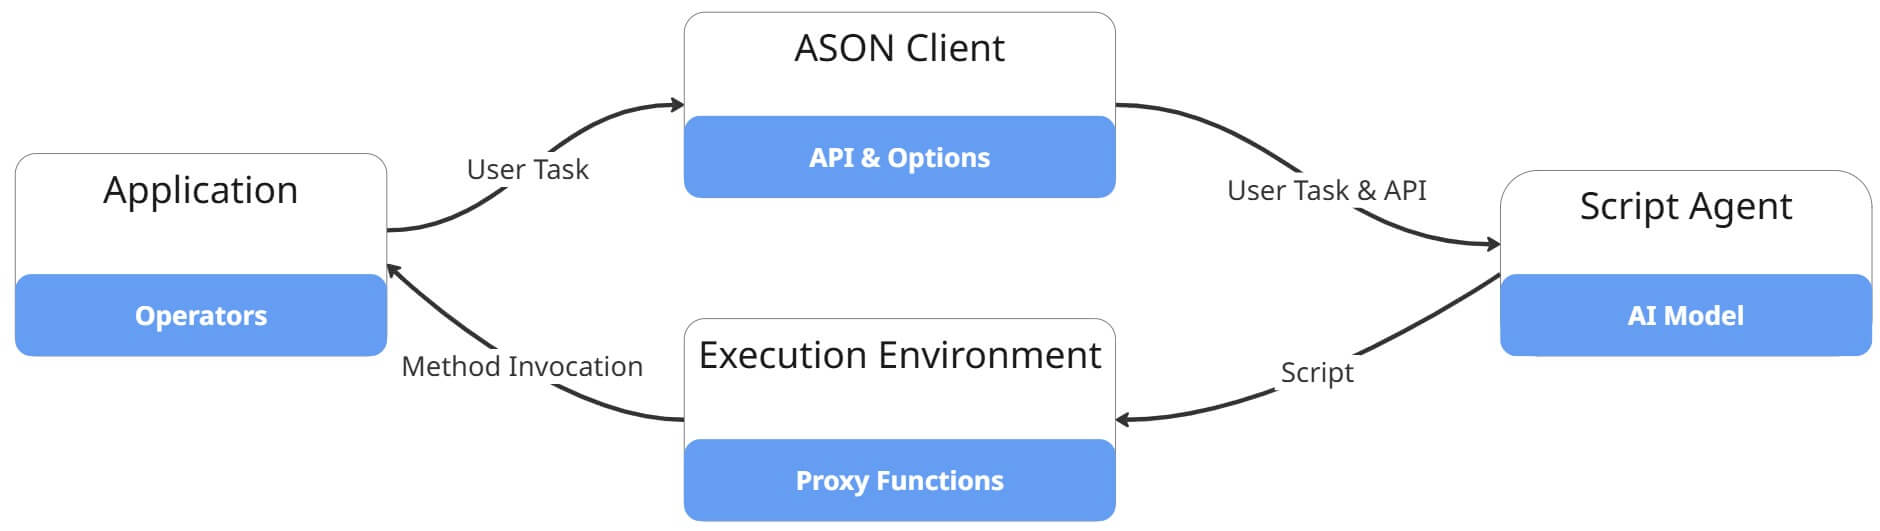 ASON Client
API & Options
User Task
User Task & API
Application
Operators
Script Agent
AI Model
Method Invocation
Execution Environment
Proxy Functions
Script